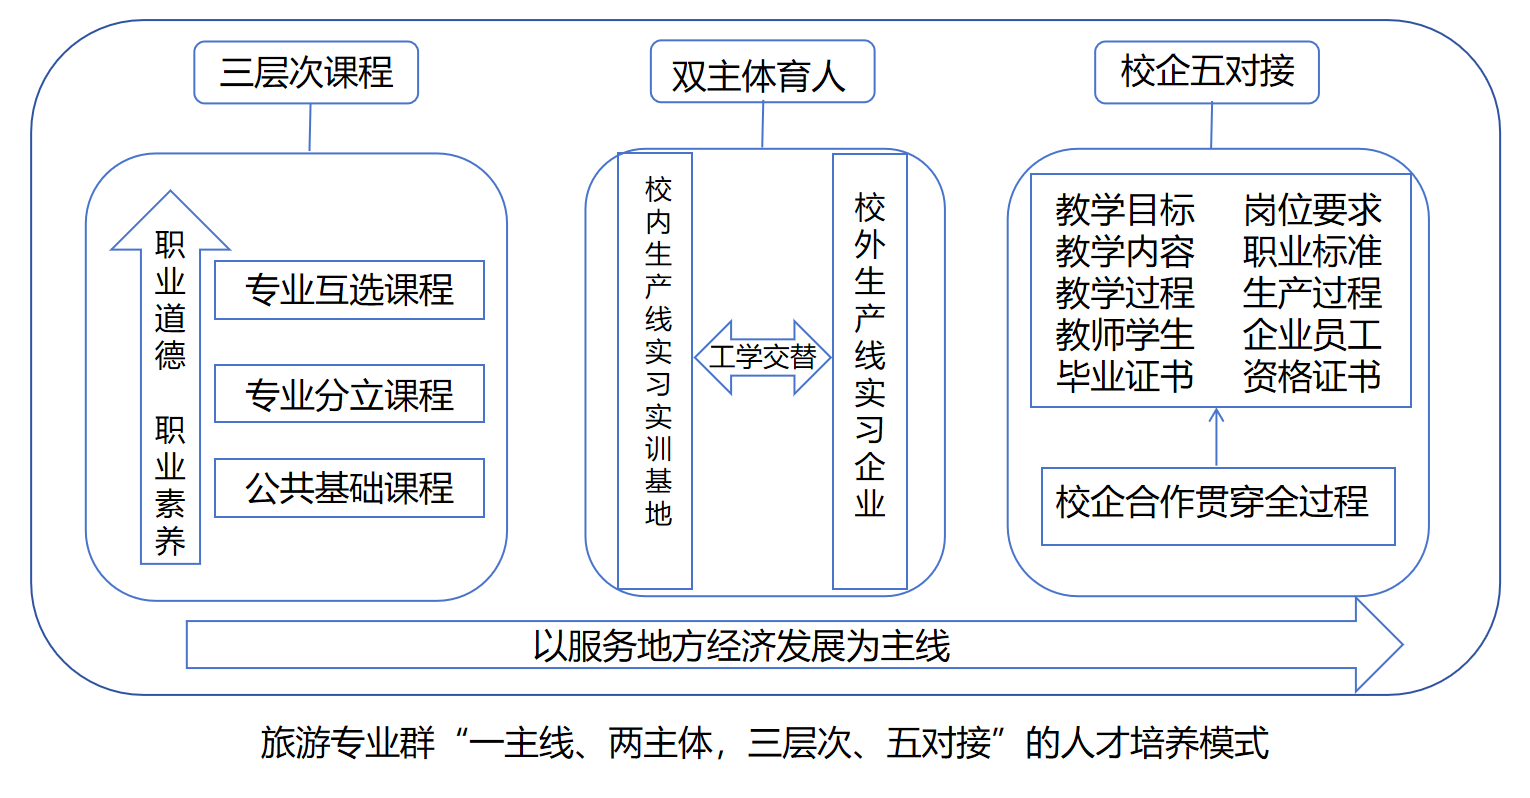 三层次课程
职业道德 职业素养
专业互选课程
专业分立课程
公共基础课程
双主体育人
校内生产线实习实训基地
工学交替
校外生产线实习企业
校企五对接
教学目标 岗位要求
教学内容 职业标准
教学过程 生产过程
教师学生 企业员工
毕业证书 资格证书
校企合作贯穿全过程
以服务地方经济发展为主线
旅游专业群“一主线、两主体，三层次、五对接”的人才培养模式